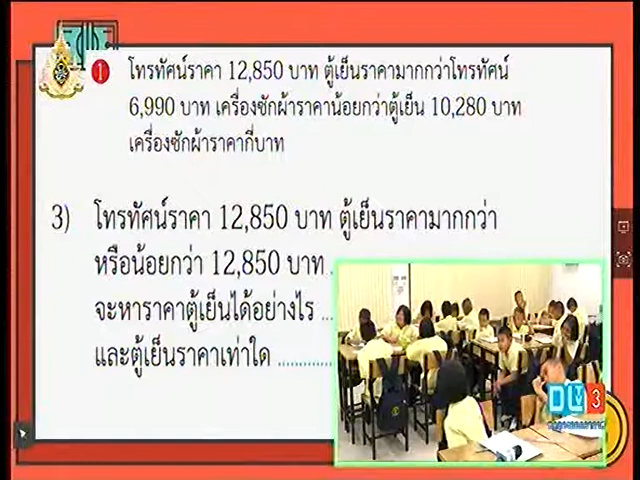 1 โทรทัศน์ราคา 12,850 บาท ตู้เย็นราคามากกว่าโทรทัศน์
6,990 บาท เครื่องซักผ้าราคาน้อยกว่าตู้เย็น 10,280 บาท
เครื่องซักผ้าราคากี่บาท
3) โทรทัศน์ราคา 12,850 บาท ตู้เย็นราคามากกว่า
หรือน้อยกว่า 12,850 บาท
จะหาราคาตู้เย็นได้อย่างไร ...
และตู้เย็นราคาเท่าใด .............
DLTV 3